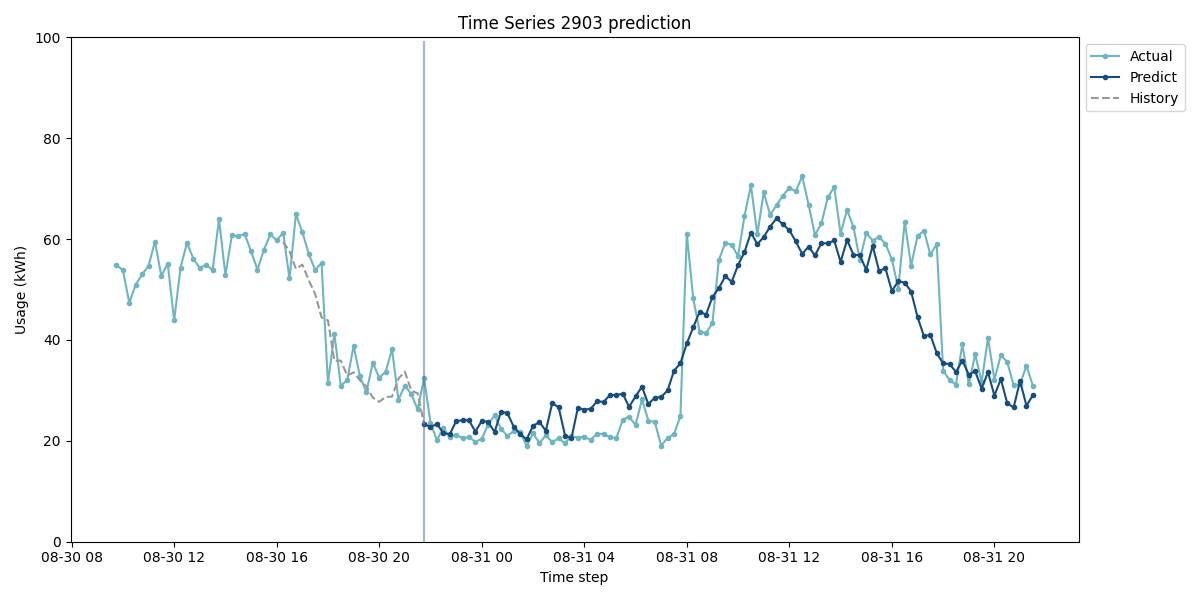 Time Series 2903 prediction
Actual
Predict
History
Usage (kWh)
100
80
60
40
20
0
08-30 08 08-30 12 08-30 16 08-30 20 08-31 00 08-31 04 08-31 08 08-31 12 08-31 16 08-31 20
Time step